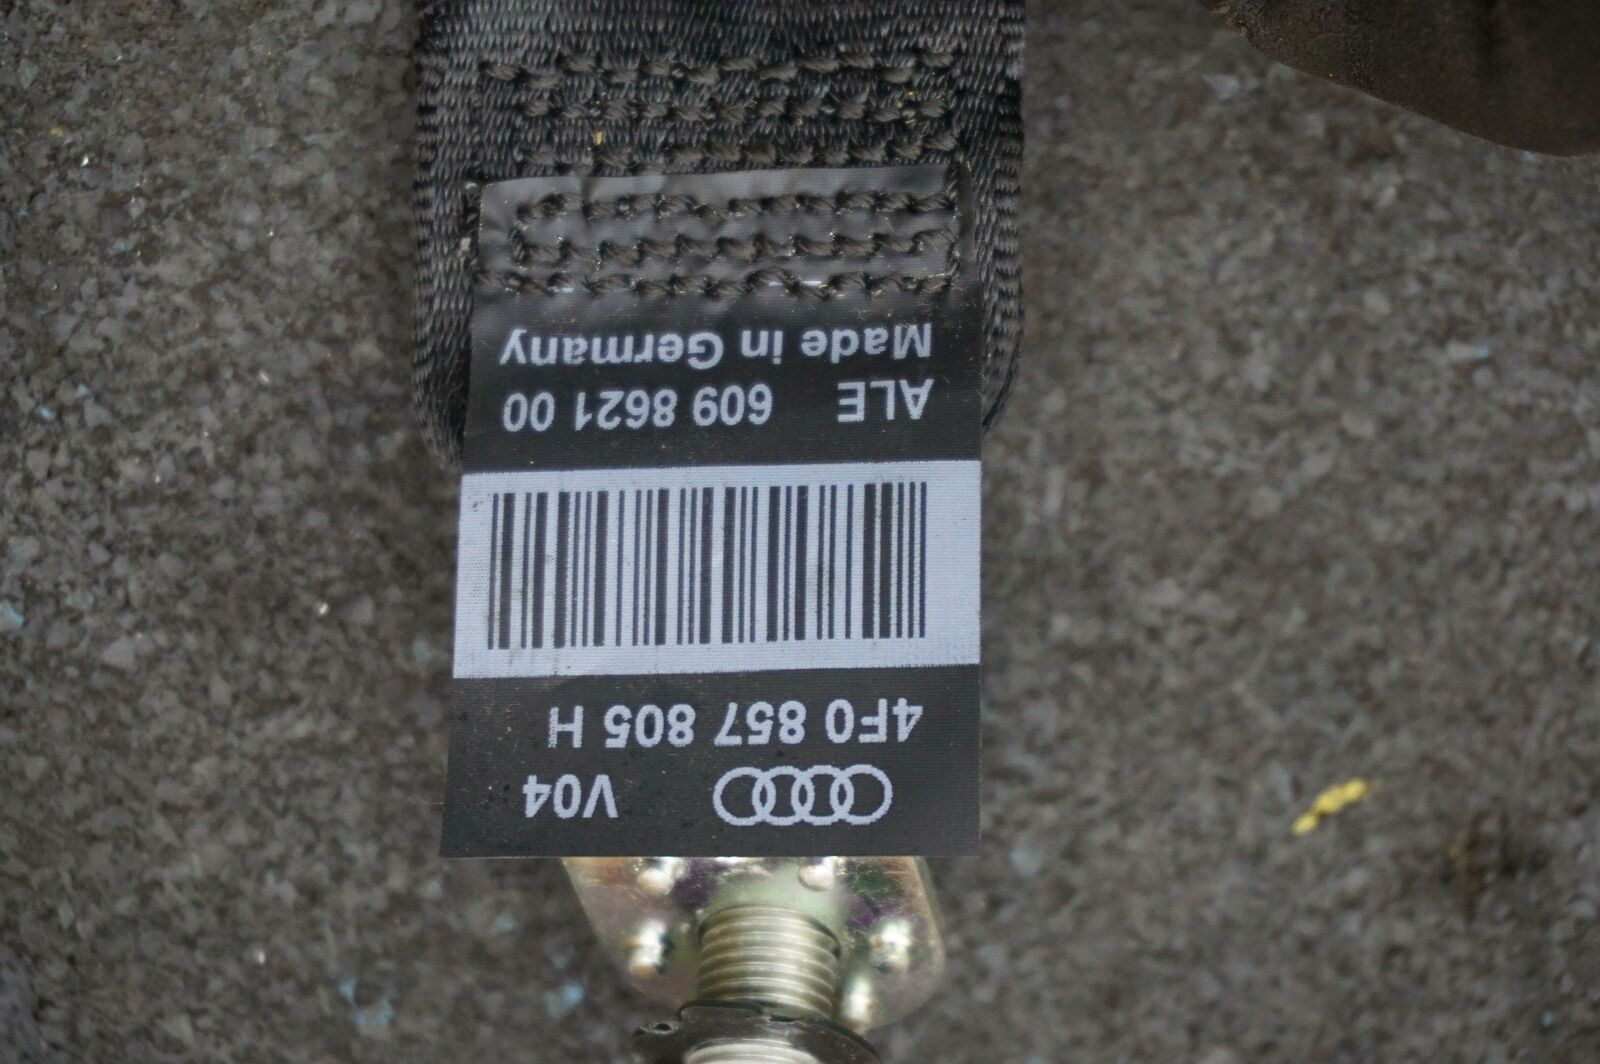 V04
4F0 857 805 H
ALE 609 8621 00
Made in Germany